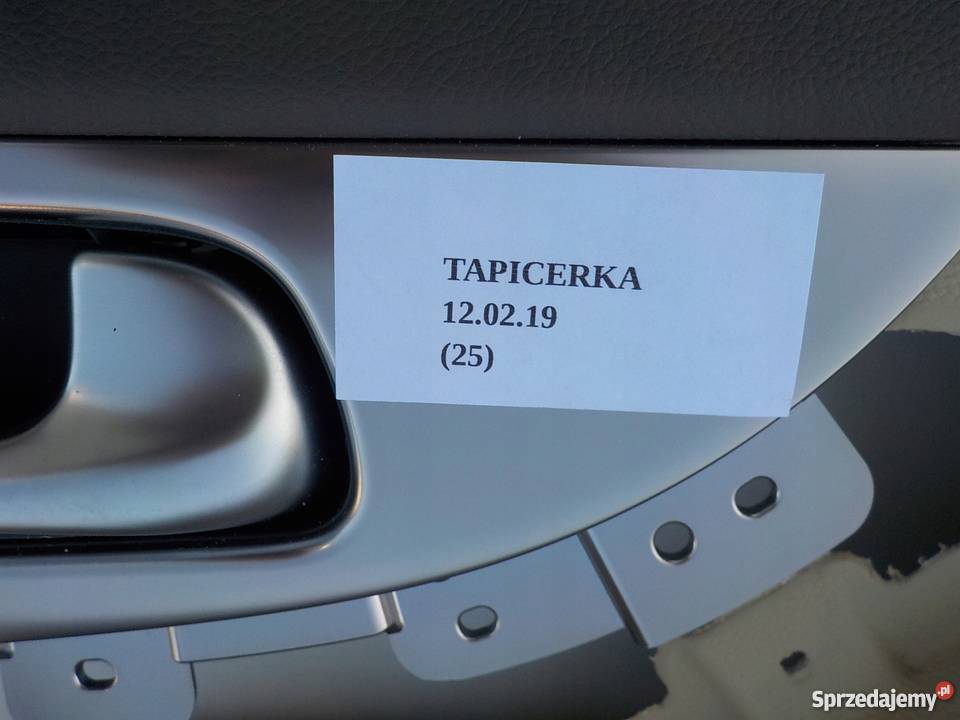 TAPICERKA
12.02.19
(25)
Sprzedajemy.pl